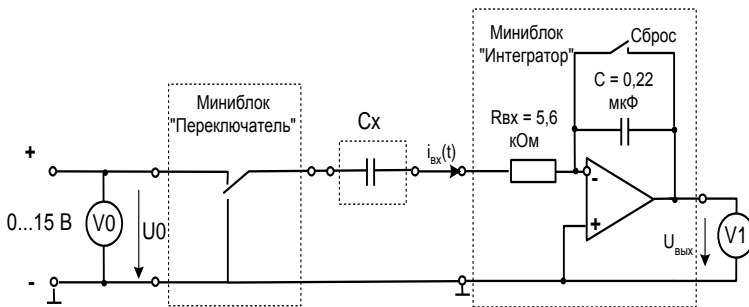 Миниблок
"Интегратор"
Сброс
C = 0,22
мкФ
Миниблок
"Переключатель"
Cx
Rвх = 5,6
кОм
iвх(t)
+
0...15 В
V0
U0
-
+
Uвых
V1
-